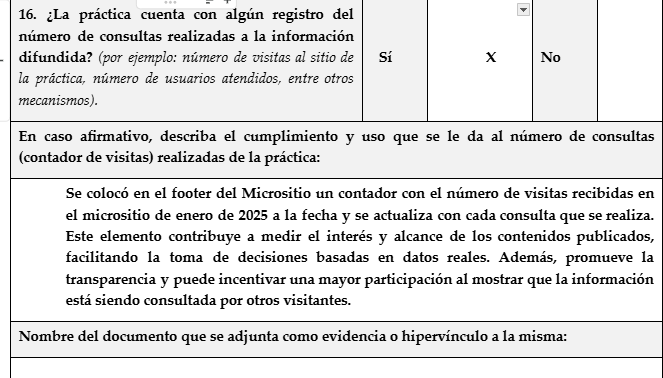 16. ¿La práctica cuenta con algún registro del
número de consultas realizadas a la información
difundida? (por ejemplo: número de visitas al sitio de
la práctica, número de usuarios atendidos, entre otros
mecanismos).
Sí X No
En caso afirmativo, describa el cumplimiento y uso que se le da al número de consultas
(contador de visitas) realizadas de la práctica:
Se colocó en el footer del Micrositio un contador con el número de visitas recibidas en
el micrositio de enero de 2025 a la fecha y se actualiza con cada consulta que se realiza.
Este elemento contribuye a medir el interés y alcance de los contenidos publicados,
facilitando la toma de decisiones basadas en datos reales. Además, promueve la
transparencia y puede incentivar una mayor participación al mostrar que la información
está siendo consultada por otros visitantes.
Nombre del documento que se adjunta como evidencia o hipervínculo a la misma: